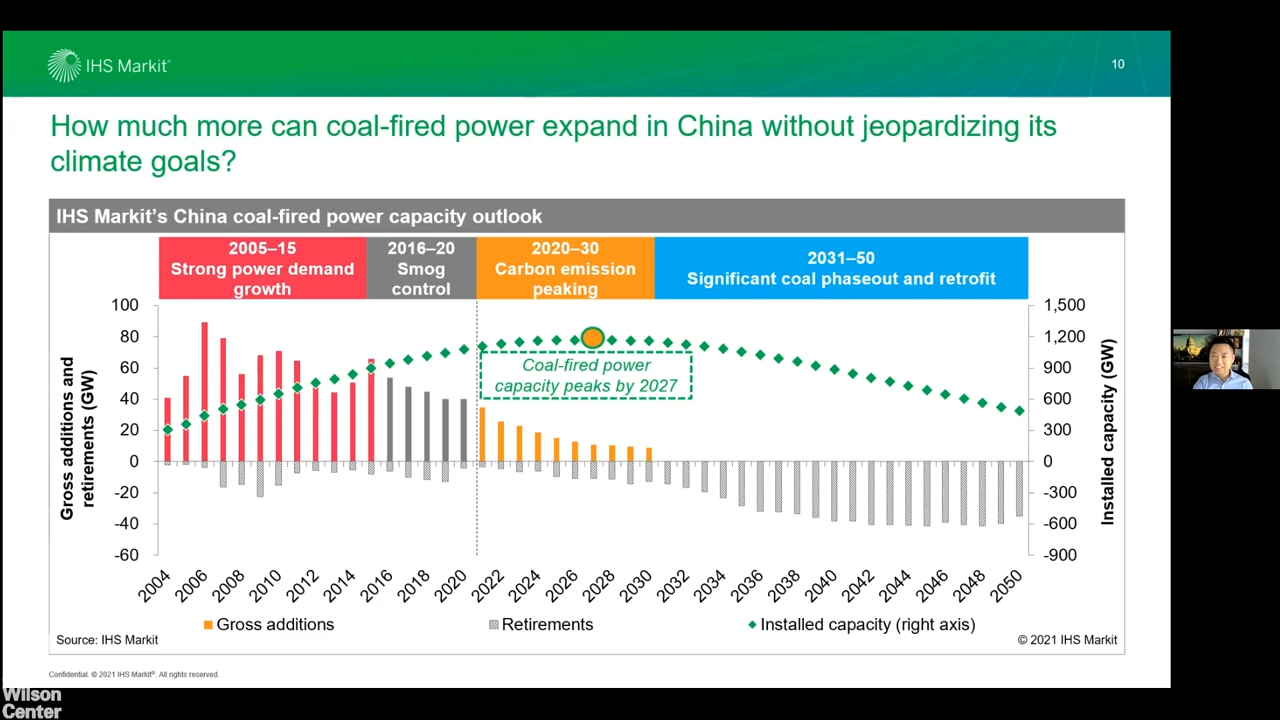 IHS Markit®
10
How much more can coal-fired power expand in China without jeopardizing its
climate goals?
IHS Markit's China coal-fired power capacity outlook
2005–15
Strong power demand
growth
2016–20
Smog
control
2020–30
Carbon emission
peaking
2031–50
Significant coal phaseout and retrofit
Gross additions and
retirements (GW)
100
80
60
40
20
0
-20
-40
-60
Coal-fired power
capacity peaks by 2027
1,500
1,200
900
600
300
0
-300
-600
-900
Installed capacity (GW)
2004
2006
2008
2010
2012
2014
2016
2018
2020
2022
2024
2026
2028
2030
2032
2034
2036
2038
2040
2042
2044
2046
2048
2050
Gross additions
Retirements
Installed capacity (right axis)
Source: IHS Markit
© 2021 IHS Markit
Confidential. © 2021 IHS Markit®. All rights reserved.
Wilson
Center